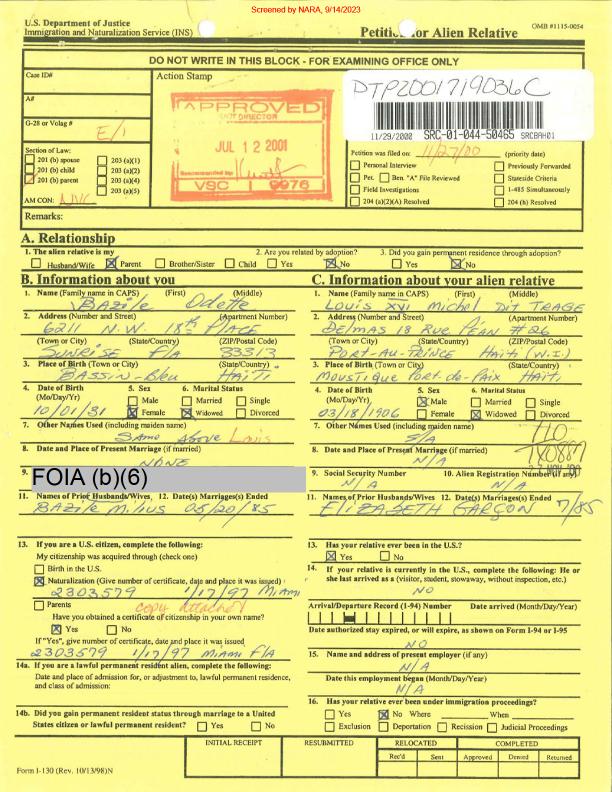 Screened by NARA, 9/14/2023
U.S. Department of Justice
Immigration and Naturalization Service (INS)
Petition for Alien Relative
OMB #1115-0054
DO NOT WRITE IN THIS BLOCK - FOR EXAMINING OFFICE ONLY
Case ID#
Action Stamp
A#
G-28 or Volag #
E/1
Section of Law:
201 (b) spouse 203 (a)(1)
201 (b) child 203 (a)(2)
201 (b) parent 203 (a)(4)
203 (a)(5)
AM CON: NVC
APPROVED
DIRECTOR
JUL 12 2001
Recommended by
VSC 9976
DTP2001719036C
11/29/2000 SRC-01-044-50465 SRCBAH01
Petition was filed on: 11/27/00 (priority date)
Personal Interview Previously Forwarded
Pet. Ben. "A" File Reviewed Stateside Criteria
Field Investigations I-485 Simultaneously
204 (a)(2)(A) Resolved 204 (h) Resolved
Remarks:
A. Relationship
1. The alien relative is my 2. Are you related by adoption? 3. Did you gain permanent residence through adoption?
Husband/Wife Parent Brother/Sister Child Yes No Yes No
B. Information about you
1. Name (Family name in CAPS) (First) (Middle)
Bazile Odette
2. Address (Number and Street) (Apartment Number)
6211 N.W. 18th PLACE
(Town or City) (State/Country) (ZIP/Postal Code)
SUNRISE FlA 33313
3. Place of Birth (Town or City) (State/Country)
BASSIN-Bleu HAITI
4. Date of Birth 5. Sex 6. Marital Status
(Mo/Day/Yr) Male Married Single
10/01/31 Female Widowed Divorced
7. Other Names Used (including maiden name)
Same Above Louis
8. Date and Place of Present Marriage (if married)
NONE
9.
FOIA (b)(6)
11. Names of Prior Husbands/Wives 12. Date(s) Marriage(s) Ended
BAZILE Milius 05/20/85
13. If you are a U.S. citizen, complete the following:
My citizenship was acquired through (check one)
Birth in the U.S.
Naturalization (Give number of certificate, date and place it was issued)
2303579 1/17/97 Miami
Parents
copy attached
Have you obtained a certificate of citizenship in your own name?
Yes No
If "Yes", give number of certificate, date and place it was issued
2303579 1/17/97 Miami FlA
14a. If you are a lawful permanent resident alien, complete the following:
Date and place of admission for, or adjustment to, lawful permanent residence,
and class of admission:
14b. Did you gain permanent resident status through marriage to a United
States citizen or lawful permanent resident? Yes No
C. Information about your alien relative
1. Name (Family name in CAPS) (First) (Middle)
LOUIS XVI Michel DIT TRAGE
2. Address (Number and Street) (Apartment Number)
Delmas 18 Rue PEAN # 26
(Town or City) (State/Country) (ZIP/Postal Code)
PORT-AU-PRINCE Haiti (W.I.)
3. Place of Birth (Town or City) (State/Country)
MOUSTIQUE Port-de-Paix Haiti
4. Date of Birth 5. Sex 6. Marital Status
(Mo/Day/Yr) Male Married Single
03/18/1906 Female Widowed Divorced
7. Other Names Used (including maiden name)
S/A
8. Date and Place of Present Marriage (if married)
N/A
9. Social Security Number 10. Alien Registration Number (if any)
N/A N/A
11. Names of Prior Husbands/Wives 12. Date(s) Marriage(s) Ended
ElIZABETH GARÇON 7/85
13. Has your relative ever been in the U.S.?
Yes No
14. If your relative is currently in the U.S., complete the following: He or
she last arrived as a (visitor, student, stowaway, without inspection, etc.)
NO
Arrival/Departure Record (I-94) Number Date arrived (Month/Day/Year)
Date authorized stay expired, or will expire, as shown on Form I-94 or I-95
NO
15. Name and address of present employer (if any)
N/A
Date this employment began (Month/Day/Year)
N/A
16. Has your relative ever been under immigration proceedings?
Yes No Where When
Exclusion Deportation Recission Judicial Proceedings
INITIAL RECEIPT RESUBMITTED RELOCATED COMPLETED
Rec'd Sent Approved Denied Returned
Form I-130 (Rev. 10/13/98)N